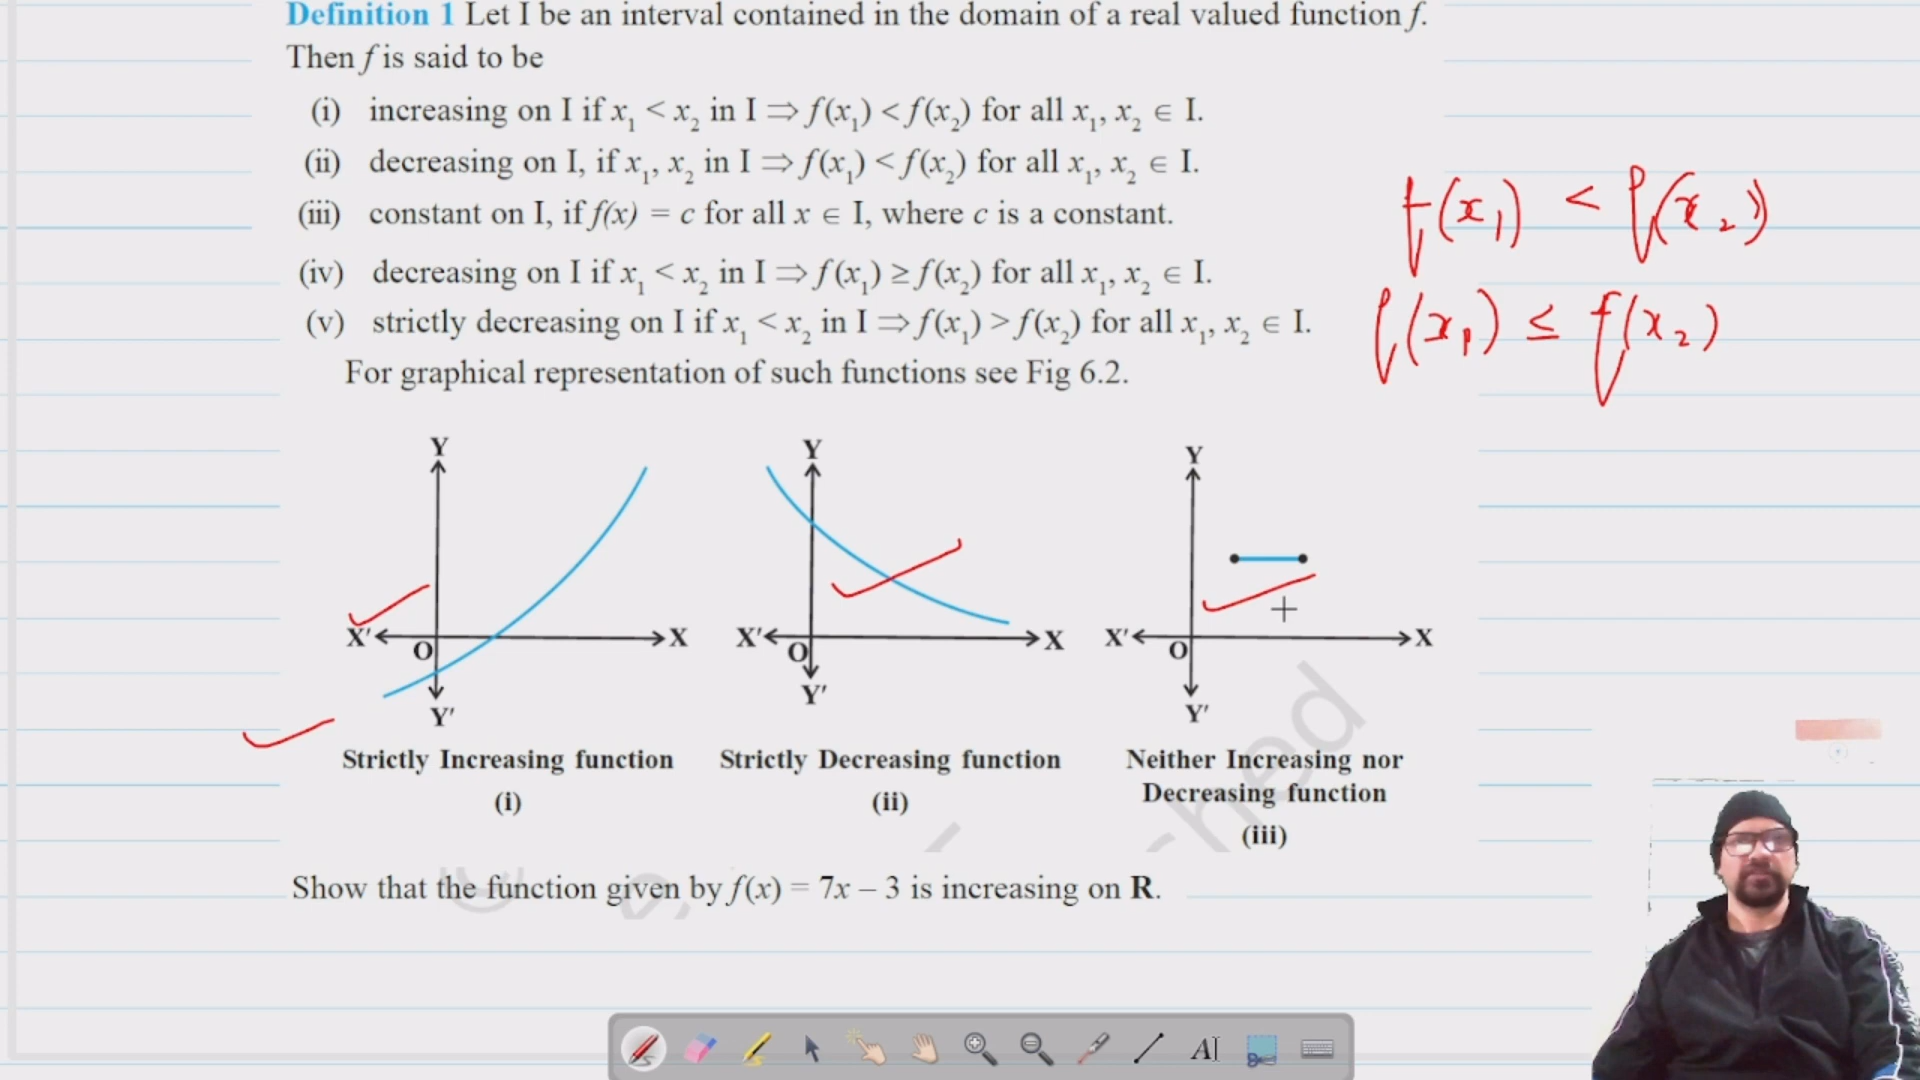 Definition 1 Let I be an interval contained in the domain of a real valued function f.
Then f is said to be
(i) increasing on I if x₁ < x₂ in I ⇒ f(x₁) < f(x₂) for all x₁, x₂ ∈ I.
(ii) decreasing on I, if x₁, x₂ in I ⇒ f(x₁) < f(x₂) for all x₁, x₂ ∈ I.
(iii) constant on I, if f(x) = c for all x ∈ I, where c is a constant.
(iv) decreasing on I if x₁ < x₂ in I ⇒ f(x₁) ≥ f(x₂) for all x₁, x₂ ∈ I.
(v) strictly decreasing on I if x₁ < x₂ in I ⇒ f(x₁) > f(x₂) for all x₁, x₂ ∈ I.
For graphical representation of such functions see Fig 6.2.
f(x₁) < f(x₂)
f(x₁) ≤ f(x₂)
Y
X' O X
Y'
Strictly Increasing function
(i)
Y
X' O X
Y'
Strictly Decreasing function
(ii)
Y
X' O X
Y'
Neither Increasing nor
Decreasing function
(iii)
Show that the function given by f(x) = 7x – 3 is increasing on R.
A